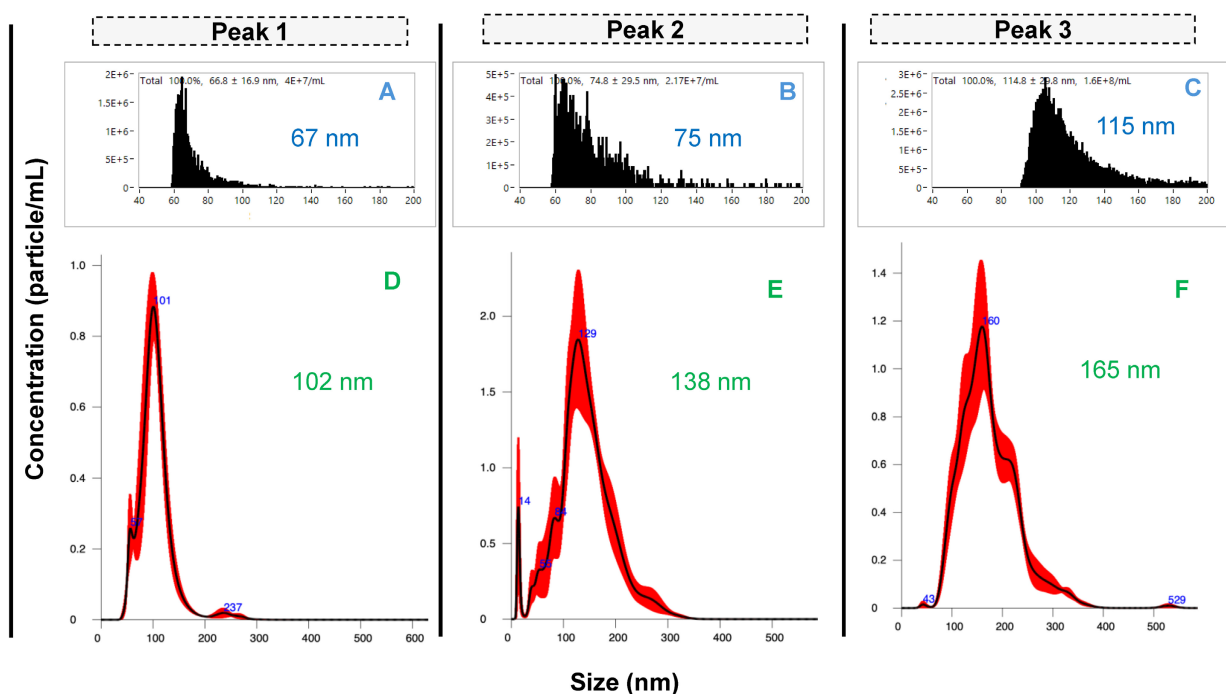 Peak 1
Peak 2
Peak 3
Concentration (particle/mL)
Total 100.0%, 66.8 ± 16.9 nm, 4E+7/mL
A
67 nm
2E+6
1.5E+6
1E+6
5E+5
0
40 60 80 100 120 140 160 180 200
Total 100.0%, 74.8 ± 29.5 nm, 2.17E+7/mL
B
75 nm
5E+5
4E+5
3E+5
2E+5
1E+5
0
40 60 80 100 120 140 160 180 200
Total 100.0%, 114.8 ± 29.8 nm, 1.6E+8/mL
C
115 nm
3E+6
2.5E+6
2E+6
1.5E+6
1E+6
5E+5
0
40 60 80 100 120 140 160 180 200
D
102 nm
1.0
0.8
0.6
0.4
0.2
0
101
57
237
0 100 200 300 400 500 600
E
138 nm
2.0
1.5
1.0
0.5
0
14
53
84
129
0 100 200 300 400 500
F
165 nm
1.4
1.2
1.0
0.8
0.6
0.4
0.2
0
43
160
529
0 100 200 300 400 500
Size (nm)